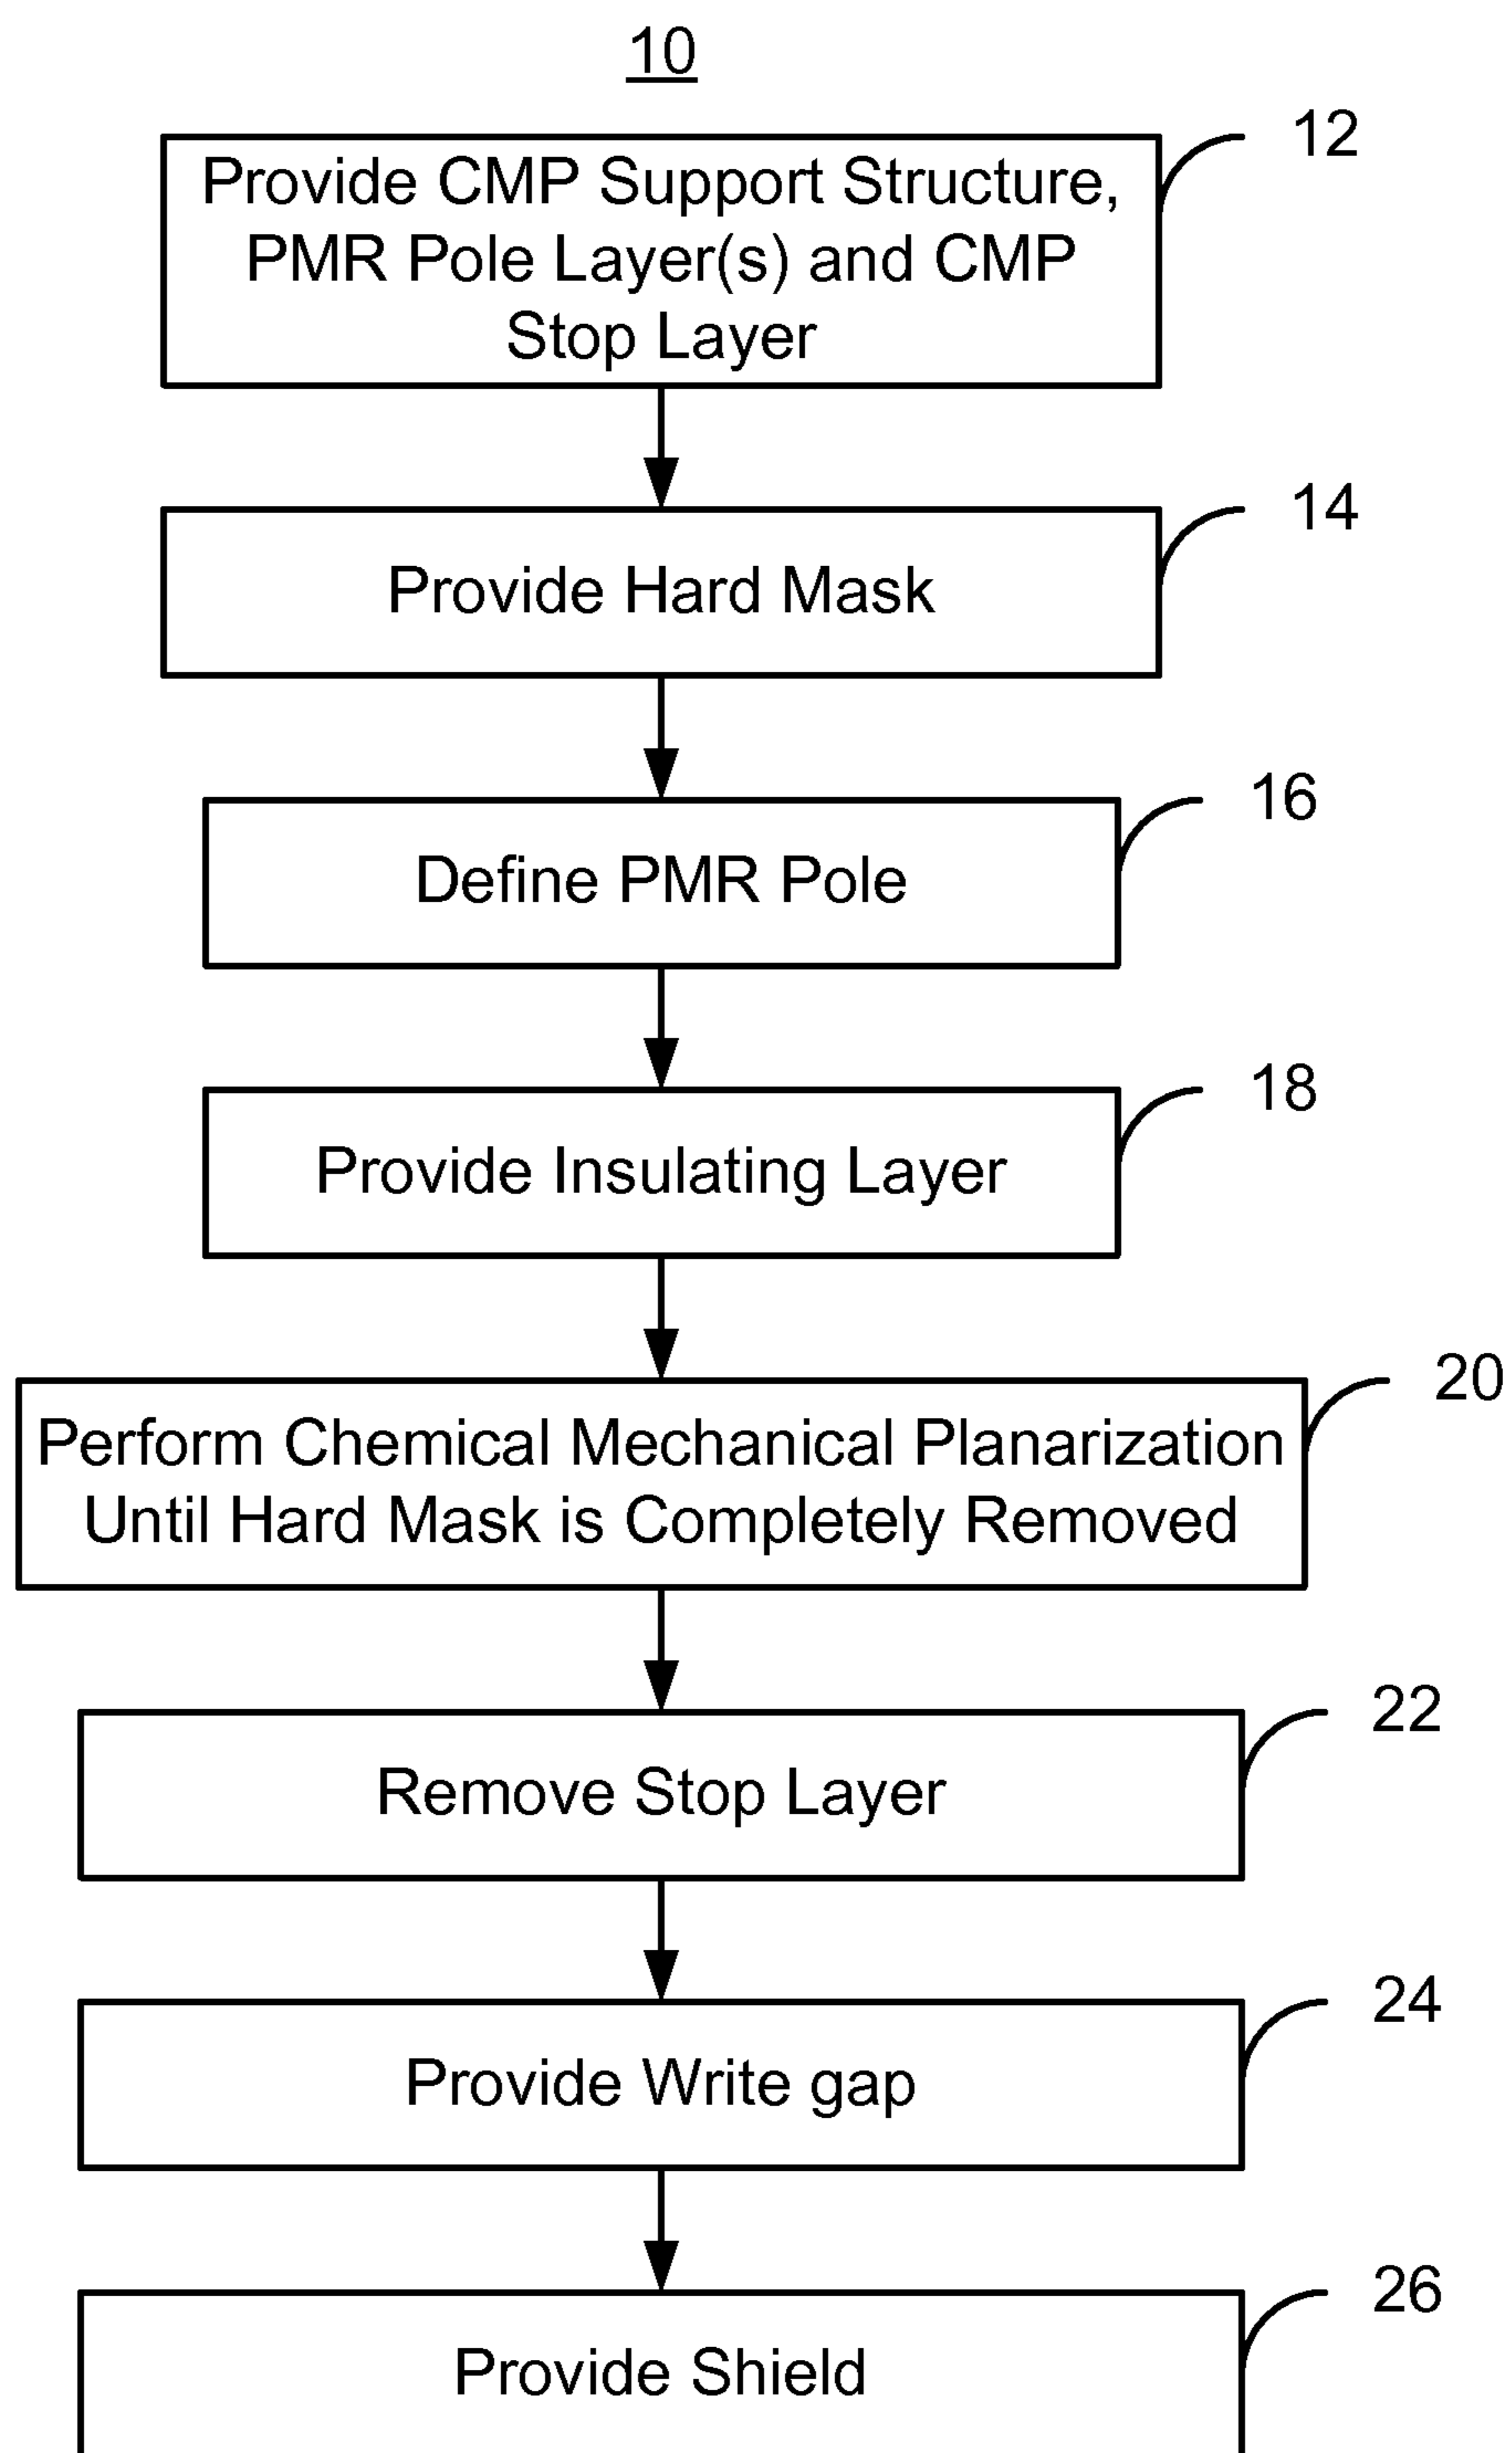 10
12
Provide CMP Support Structure,
PMR Pole Layer(s) and CMP
Stop Layer
14
Provide Hard Mask
16
Define PMR Pole
18
Provide Insulating Layer
20
Perform Chemical Mechanical Planarization
Until Hard Mask is Completely Removed
22
Remove Stop Layer
24
Provide Write gap
26
Provide Shield